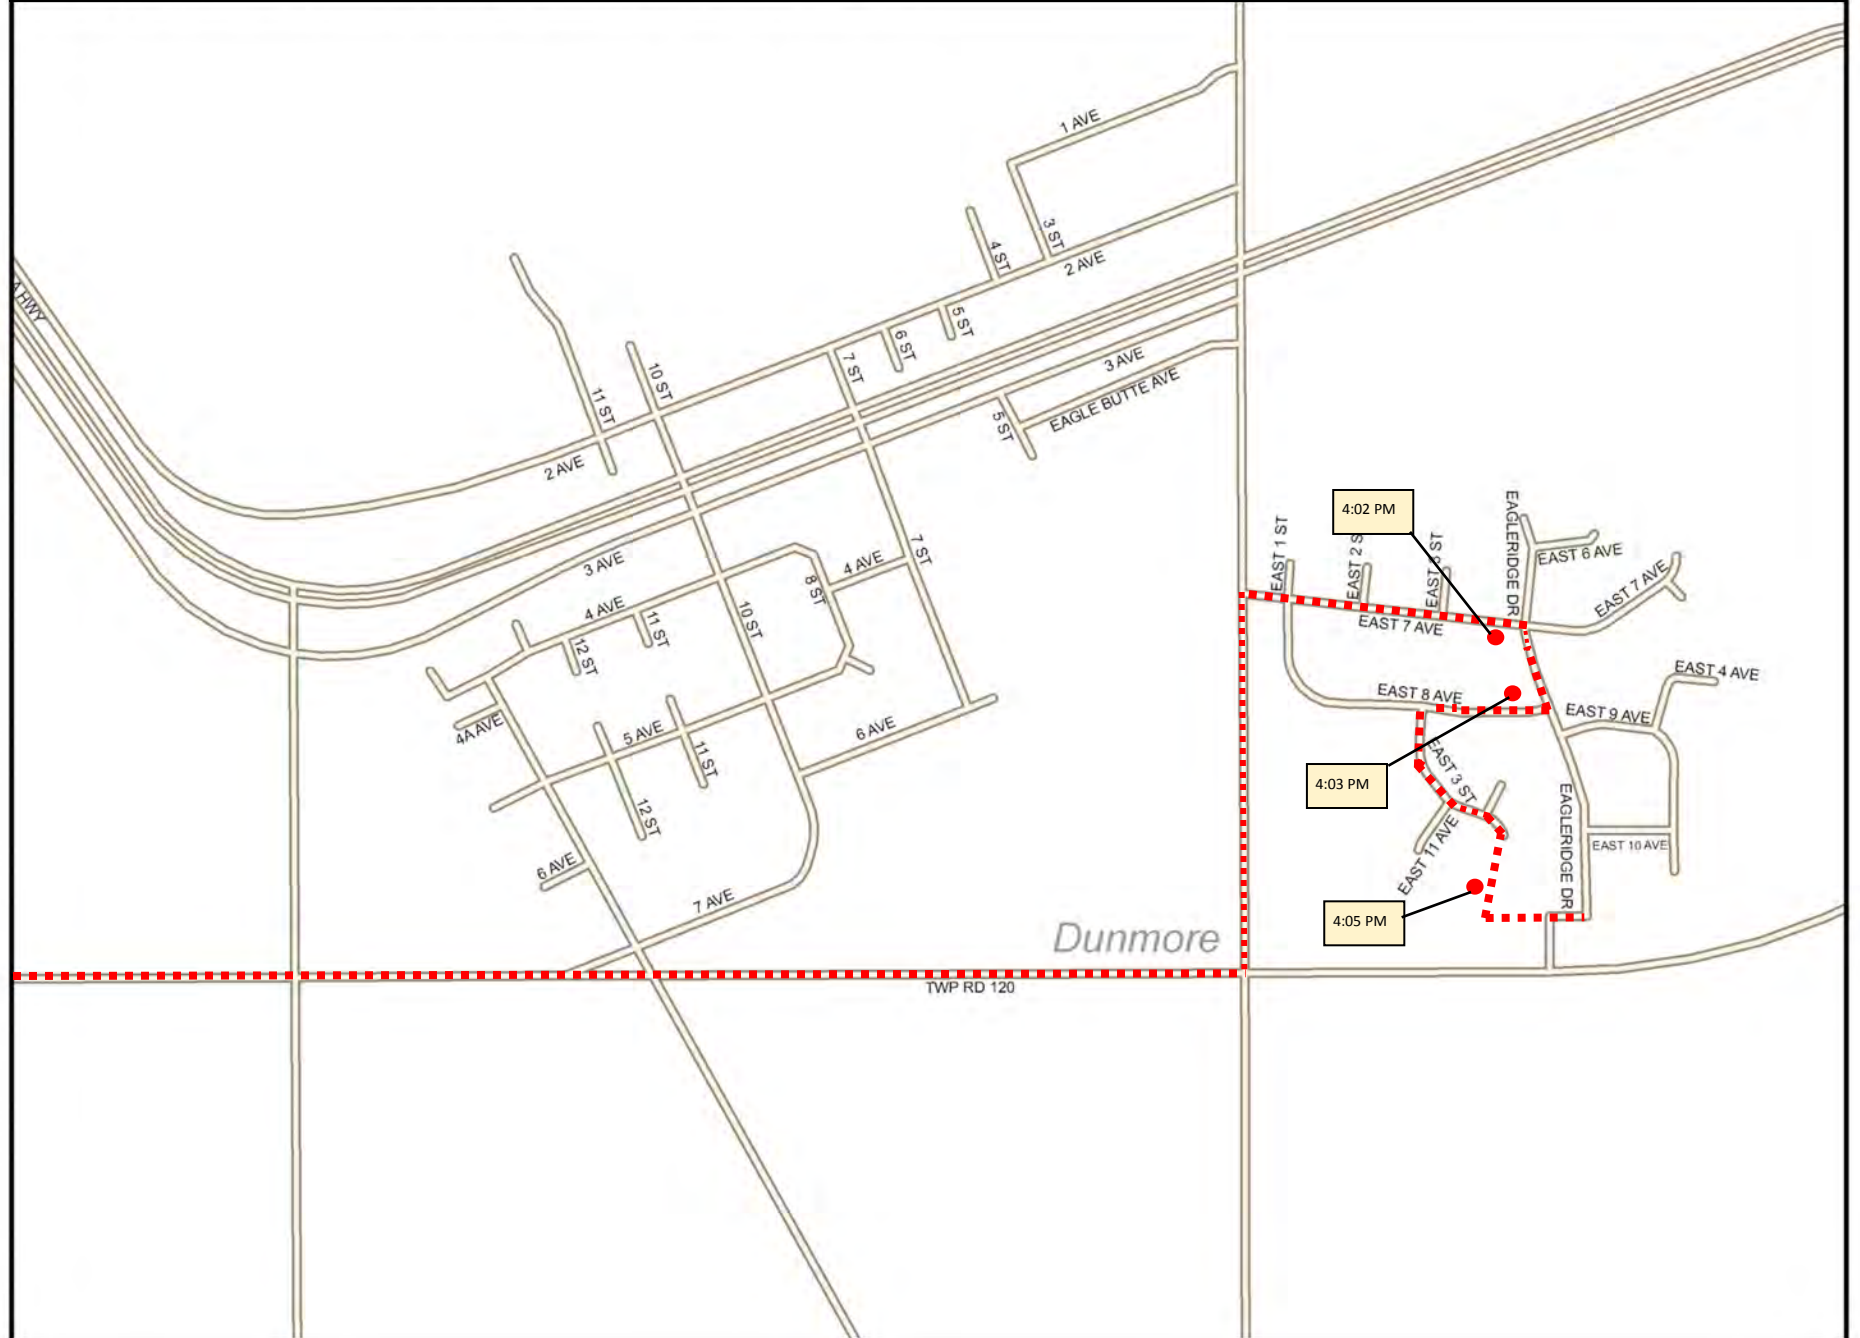 1 AVE
3 ST
4 ST
2 AVE
A HWY
5 ST
6 ST
7 ST
3 AVE
10 ST
EAGLE BUTTE AVE
11 ST
5 ST
2 AVE
4:02 PM
EAGLERIDGE DR
EAST 1 ST
EAST 2 S
ST
EAST 6 AVE
7 ST
4 AVE
3 AVE
8 ST
EAST 7 AVE
4 AVE
11 ST
10 ST
EAST 7 AVE
12 ST
EAST 4 AVE
EAST 8 AVE
EAST 9 AVE
4A AVE
5 AVE
6 AVE
11 ST
EAST 3 ST
4:03 PM
12 ST
EAGLERIDGE DR
EAST 10 AVE
EAST 11 AVE
6 AVE
7 AVE
4:05 PM
Dunmore
TWP RD 120